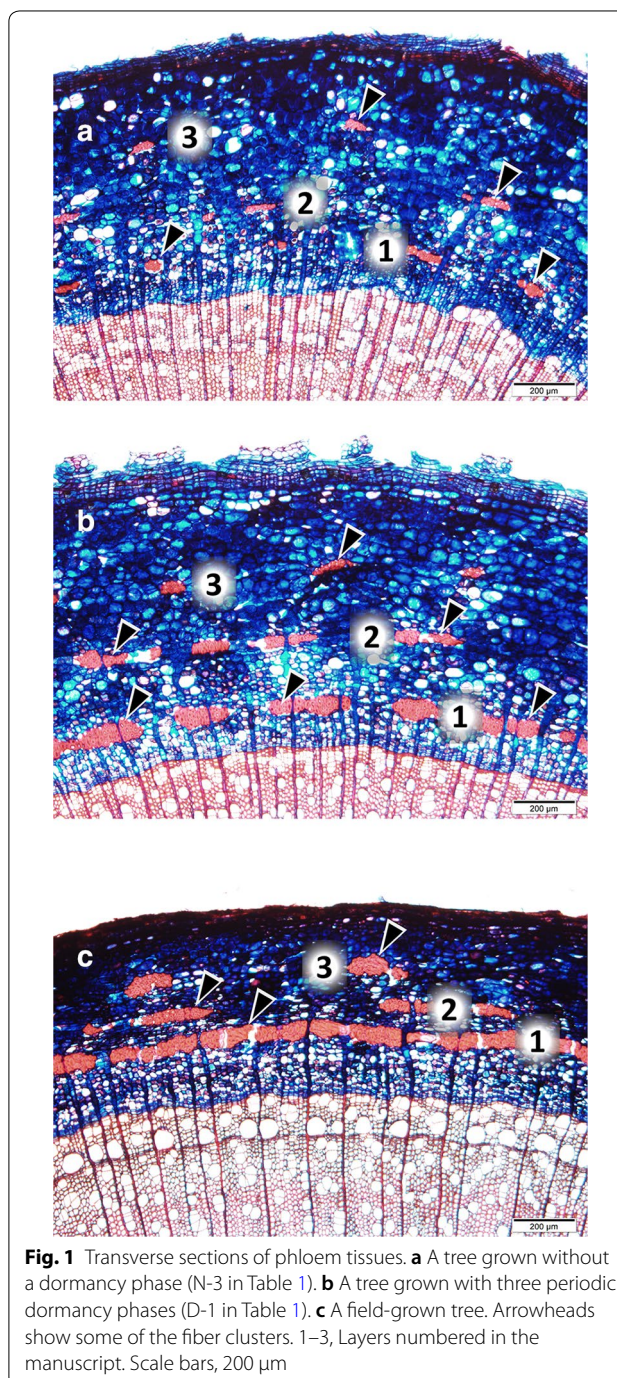 a
3
2
1
200 µm
b
3
2
1
200 µm
c
3
2
1
200 µm
Fig. 1 Transverse sections of phloem tissues. a A tree grown without
a dormancy phase (N-3 in Table 1). b A tree grown with three periodic
dormancy phases (D-1 in Table 1). c A field-grown tree. Arrowheads
show some of the fiber clusters. 1–3, Layers numbered in the
manuscript. Scale bars, 200 µm